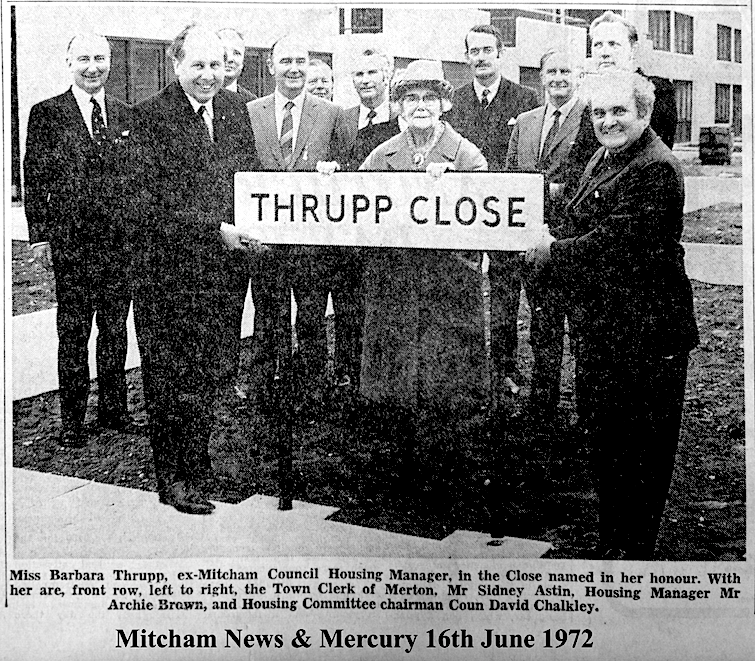 THRUPP CLOSE
Miss Barbara Thrupp, ex-Mitcham Council Housing Manager, in the Close named in her honour. With
her are, front row, left to right, the Town Clerk of Merton, Mr Sidney Astin, Housing Manager Mr
Archie Brown, and Housing Committee chairman Coun David Chalkley.
Mitcham News & Mercury 16th June 1972